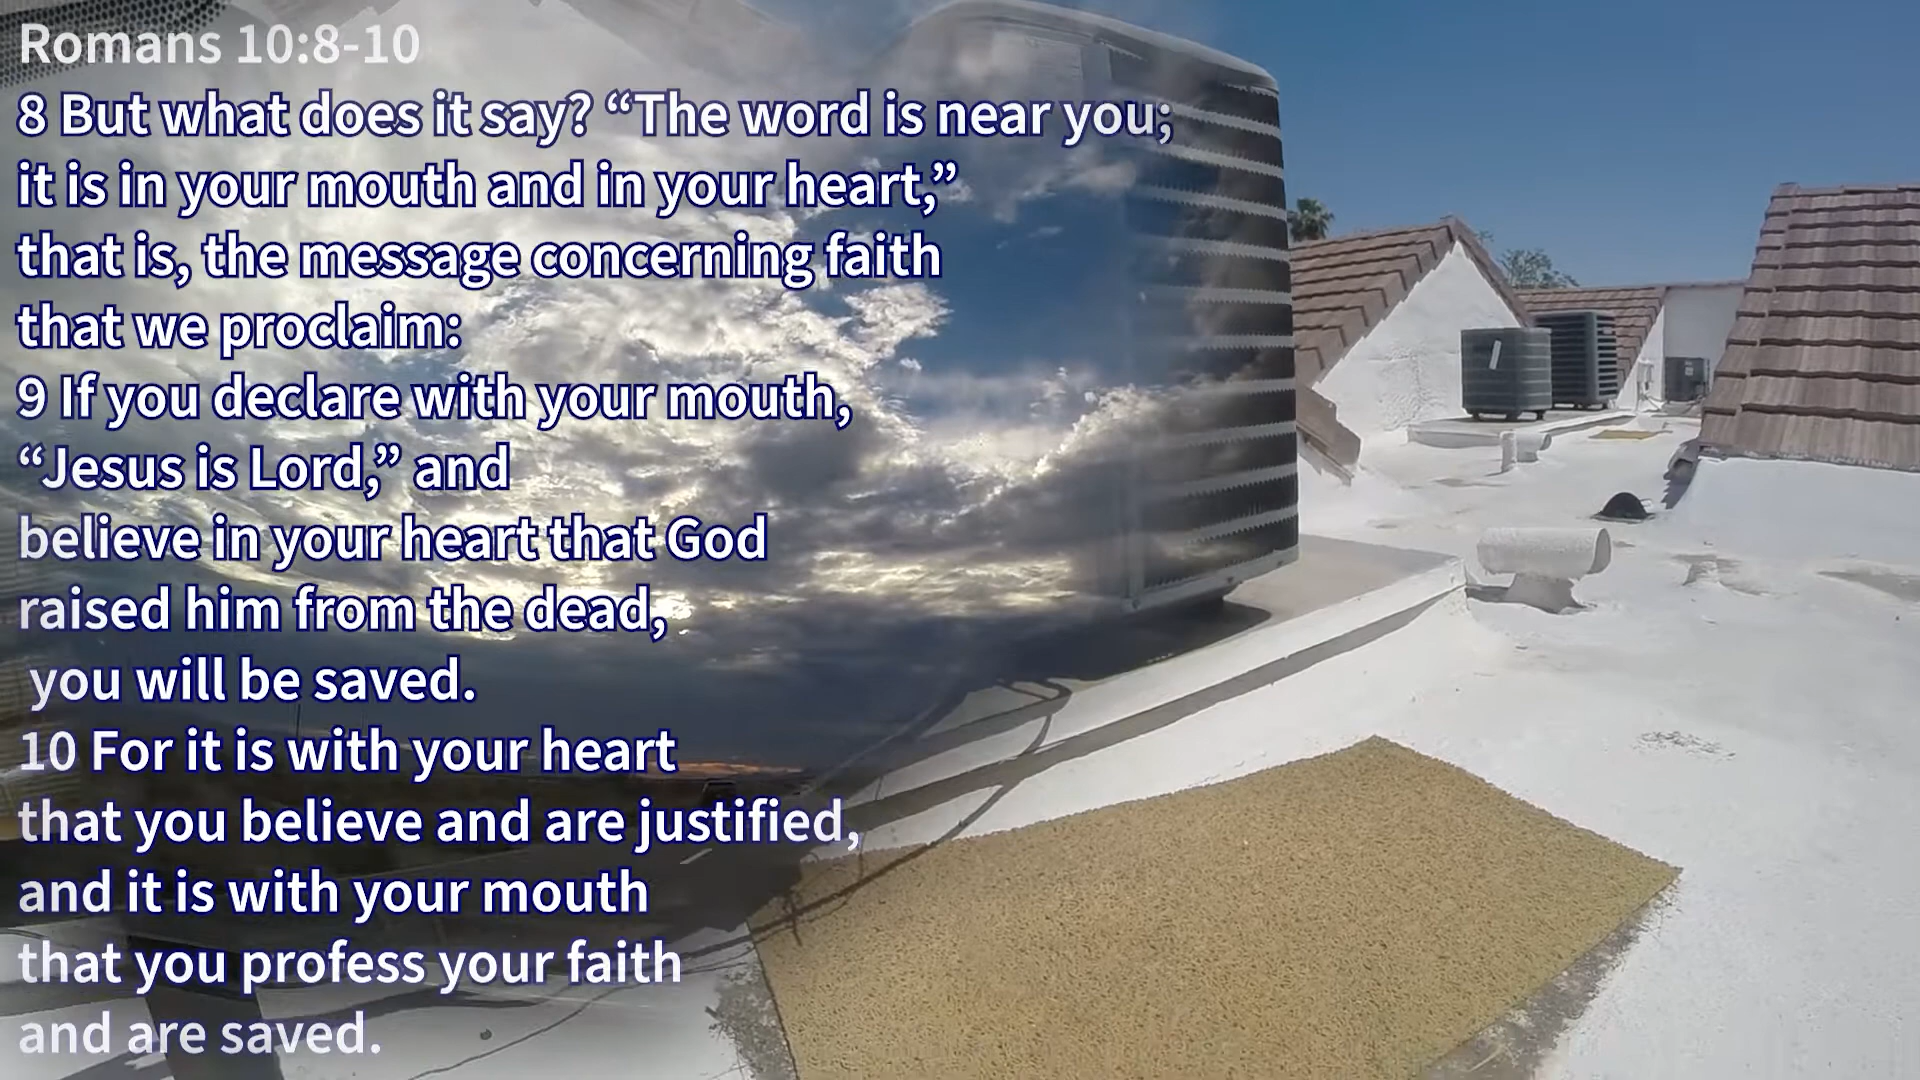 Romans 10:8-10
8 But what does it say? “The word is near you;
it is in your mouth and in your heart,”
that is, the message concerning faith
that we proclaim:
9 If you declare with your mouth,
“Jesus is Lord,” and
believe in your heart that God
raised him from the dead,
you will be saved.
10 For it is with your heart
that you believe and are justified,
and it is with your mouth
that you profess your faith
and are saved.